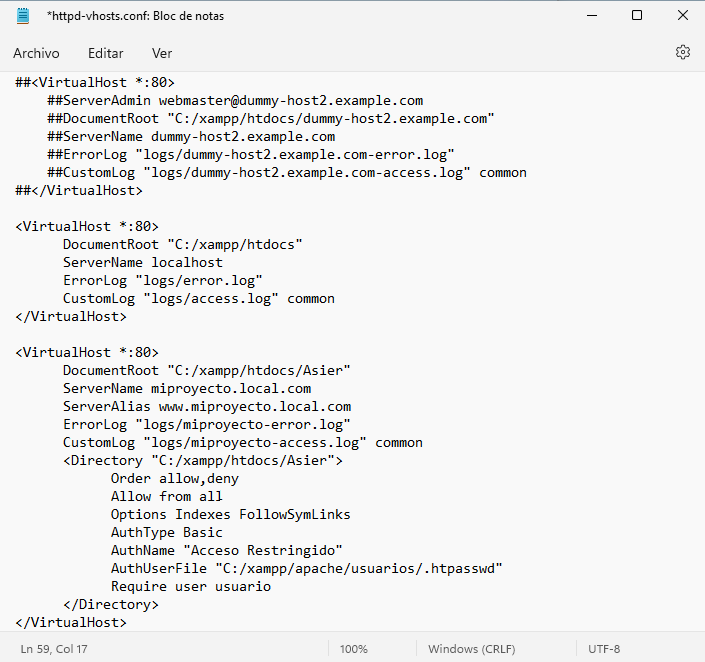 *httpd-vhosts.conf: Bloc de notas
Archivo Editar Ver
##<VirtualHost *:80>
##ServerAdmin webmaster@dummy-host2.example.com
##DocumentRoot "C:/xampp/htdocs/dummy-host2.example.com"
##ServerName dummy-host2.example.com
##ErrorLog "logs/dummy-host2.example.com-error.log"
##CustomLog "logs/dummy-host2.example.com-access.log" common
##</VirtualHost>
<VirtualHost *:80>
DocumentRoot "C:/xampp/htdocs"
ServerName localhost
ErrorLog "logs/error.log"
CustomLog "logs/access.log" common
</VirtualHost>
<VirtualHost *:80>
DocumentRoot "C:/xampp/htdocs/Asier"
ServerName miproyecto.local.com
ServerAlias www.miproyecto.local.com
ErrorLog "logs/miproyecto-error.log"
CustomLog "logs/miproyecto-access.log" common
<Directory "C:/xampp/htdocs/Asier">
Order allow,deny
Allow from all
Options Indexes FollowSymLinks
AuthType Basic
AuthName "Acceso Restringido"
AuthUserFile "C:/xampp/apache/usuarios/.htpasswd"
Require user usuario
</Directory>
</VirtualHost>
Ln 59, Col 17 100% Windows (CRLF) UTF-8